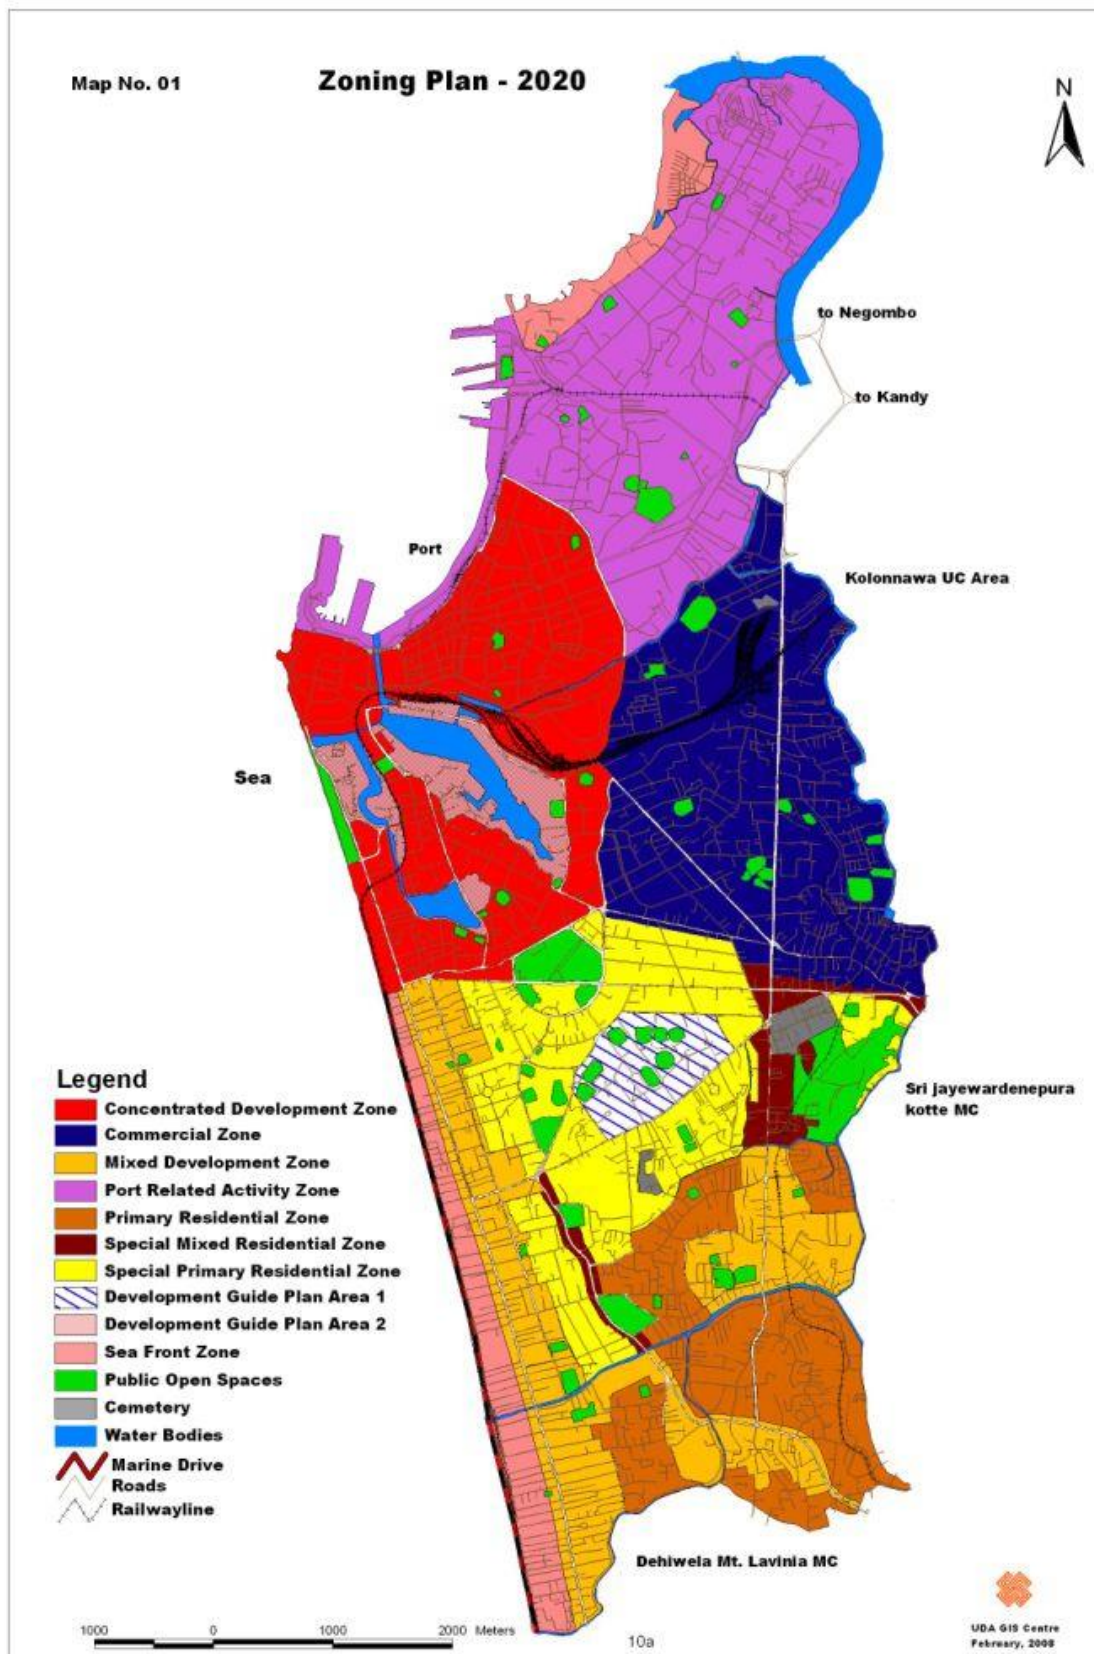 Map No. 01
Zoning Plan - 2020
N
to Negombo
to Kandy
Port
Kolonnawa UC Area
Sea
Sri jayewardenepura
kotte MC
Legend
Concentrated Development Zone
Commercial Zone
Mixed Development Zone
Port Related Activity Zone
Primary Residential Zone
Special Mixed Residential Zone
Special Primary Residential Zone
Development Guide Plan Area 1
Development Guide Plan Area 2
Sea Front Zone
Public Open Spaces
Cemetery
Water Bodies
Marine Drive
Roads
Railwayline
Dehiwela Mt. Lavinia MC
1000 0 1000 2000 Meters
10a
UDA GIS Centre
February, 2008